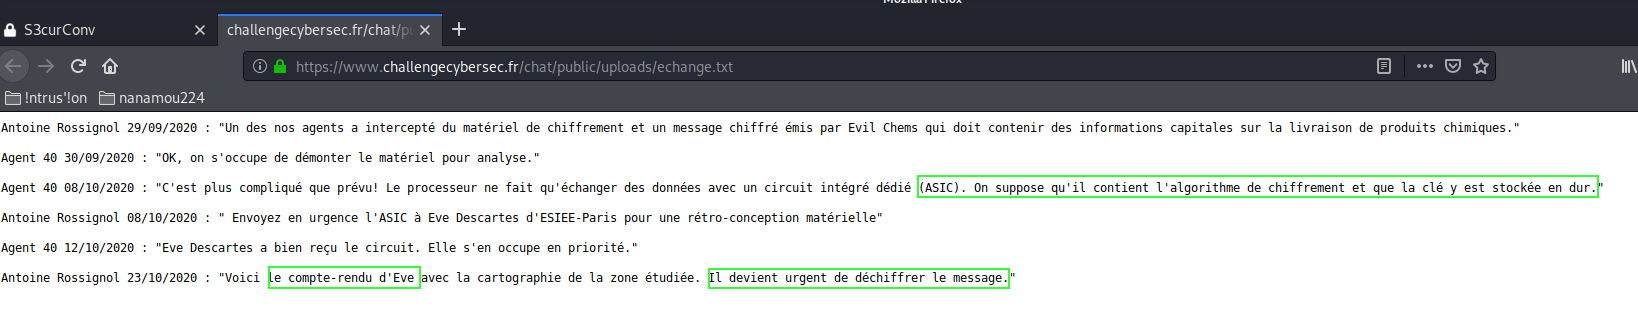 S3curConv
challengecybersec.fr/chat/pu
https://www.challengecybersec.fr/chat/public/uploads/echange.txt
!ntrus'!on
nanamou224
Antoine Rossignol 29/09/2020 : "Un des nos agents a intercepté du matériel de chiffrement et un message chiffré émis par Evil Chems qui doit contenir des informations capitales sur la livraison de produits chimiques."
Agent 40 30/09/2020 : "OK, on s'occupe de démonter le matériel pour analyse."
Agent 40 08/10/2020 : "C'est plus compliqué que prévu! Le processeur ne fait qu'échanger des données avec un circuit intégré dédié (ASIC). On suppose qu'il contient l'algorithme de chiffrement et que la clé y est stockée en dur."
Antoine Rossignol 08/10/2020 : " Envoyez en urgence l'ASIC à Eve Descartes d'ESIEE-Paris pour une rétro-conception matérielle"
Agent 40 12/10/2020 : "Eve Descartes a bien reçu le circuit. Elle s'en occupe en priorité."
Antoine Rossignol 23/10/2020 : "Voici le compte-rendu d'Eve avec la cartographie de la zone étudiée. Il devient urgent de déchiffrer le message."